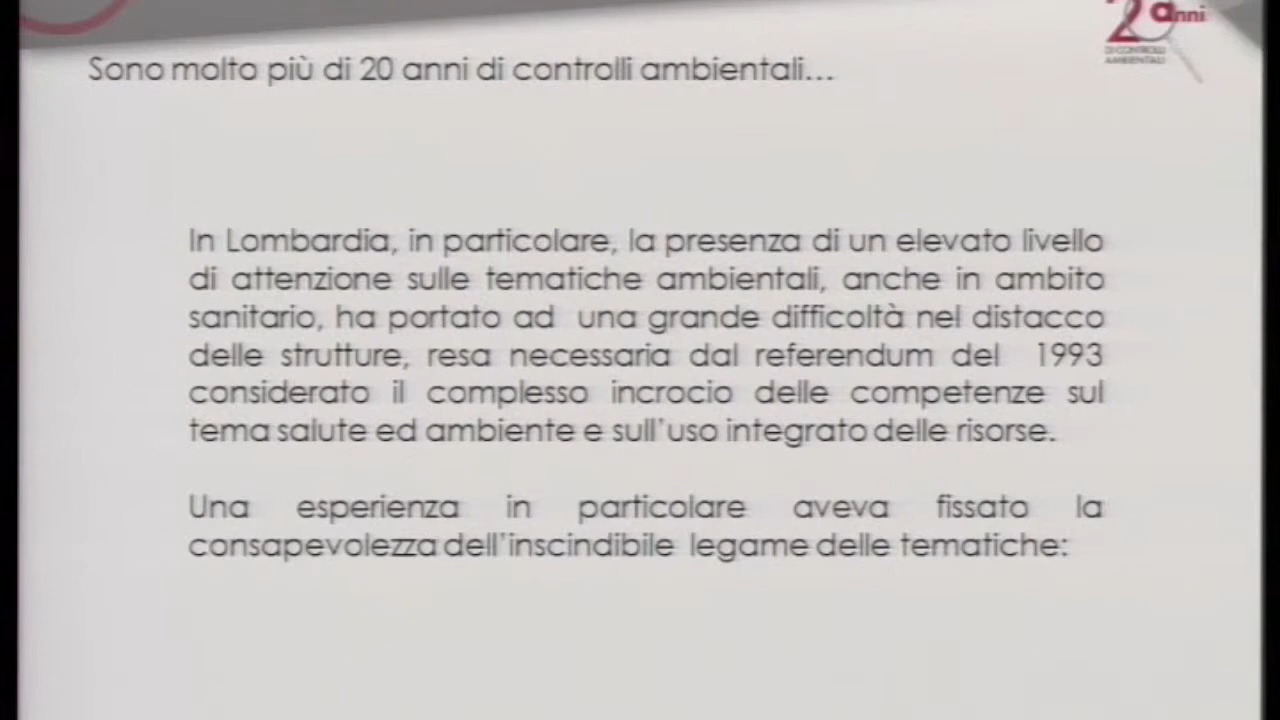 20 anni
DI CONTROLLI
AMBIENTALI
Sono molto più di 20 anni di controlli ambientali...
In Lombardia, in particolare, la presenza di un elevato livello
di attenzione sulle tematiche ambientali, anche in ambito
sanitario, ha portato ad una grande difficoltà nel distacco
delle strutture, resa necessaria dal referendum del 1993
considerato il complesso incrocio delle competenze sul
tema salute ed ambiente e sull'uso integrato delle risorse.
Una esperienza in particolare aveva fissato la
consapevolezza dell'inscindibile legame delle tematiche: